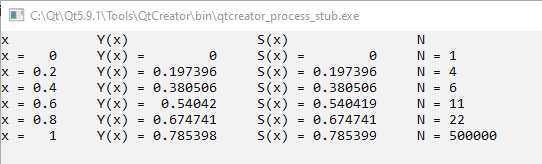 C:\Qt\Qt5.9.1\Tools\QtCreator\bin\qtcreator_process_stub.exe
x Y(x) S(x) N
x = 0 Y(x) = 0 S(x) = 0 N = 1
x = 0.2 Y(x) = 0.197396 S(x) = 0.197396 N = 4
x = 0.4 Y(x) = 0.380506 S(x) = 0.380506 N = 6
x = 0.6 Y(x) = 0.54042 S(x) = 0.540419 N = 11
x = 0.8 Y(x) = 0.674741 S(x) = 0.674741 N = 22
x = 1 Y(x) = 0.785398 S(x) = 0.785399 N = 500000